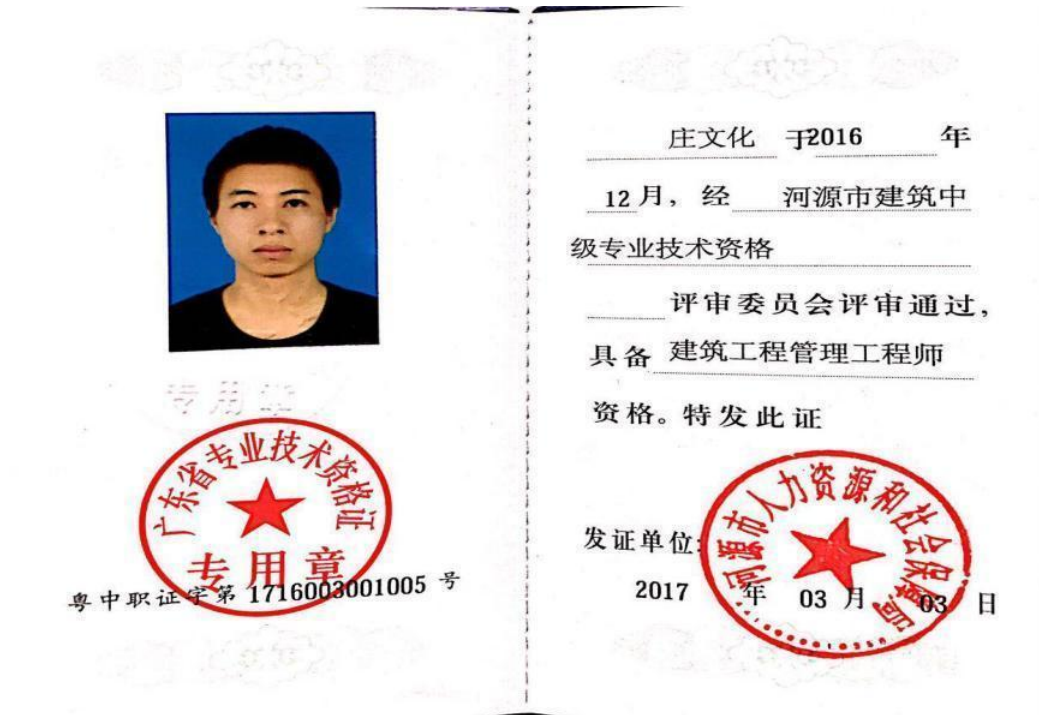 专用章
广东省专业技术资格证
专用章
粤中职证字第 1716003001005 号
庄文化 于2016 年
12月，经 河源市建筑中
级专业技术资格
评审委员会评审通过，
具备 建筑工程管理工程师
资格。特发此证
河源市人力资源和社会保障局
发证单位:
2017 年 03 月 03 日